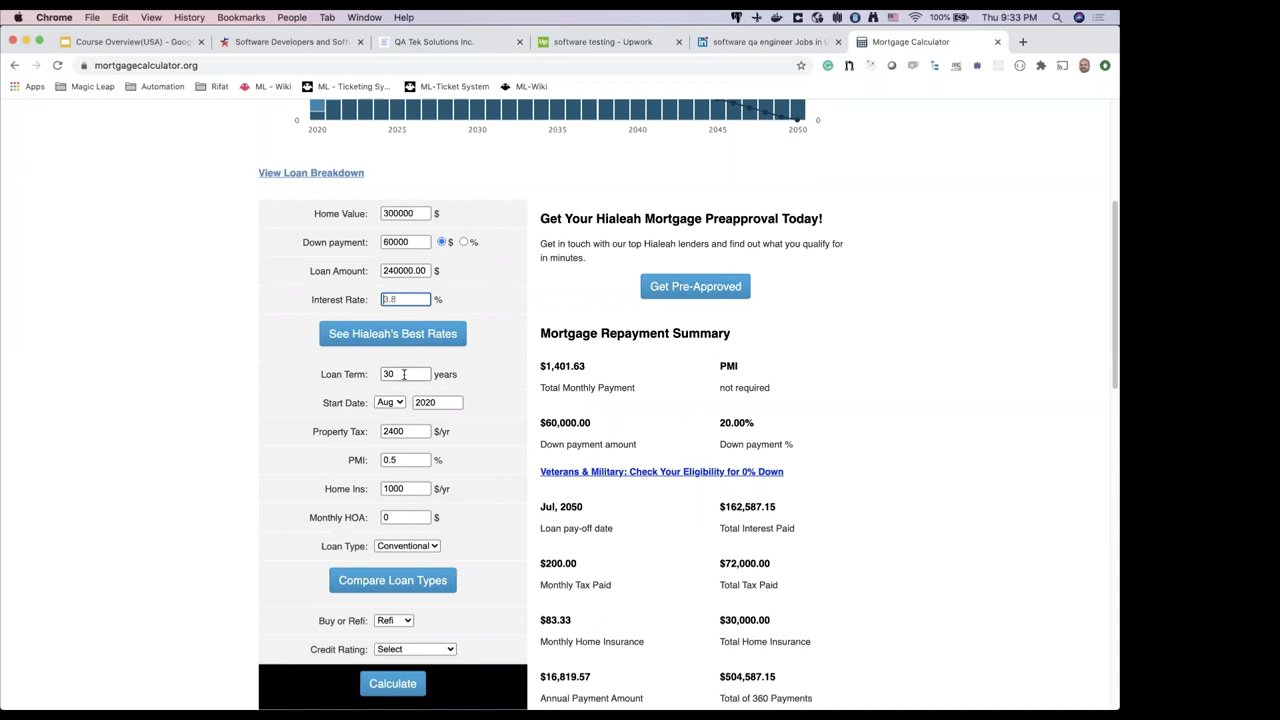 Chrome File Edit View History Bookmarks People Tab Window Help 100% Thu 9:33 PM
Course Overview(USA) - Goog
Software Developers and Soft
QA Tek Solutions Inc.
software testing - Upwork
software qa engineer Jobs in U
Mortgage Calculator
mortgagecalculator.org
Apps Magic Leap Automation Rifat ML - Wiki ML - Ticketing Sy... ML-Ticket System ML-Wiki
0 0
2020 2025 2030 2035 2040 2045 2050
View Loan Breakdown
Home Value: 300000 $
Down payment: 60000 $ %
Loan Amount: 240000.00 $
Interest Rate: 3.8 %
See Hialeah's Best Rates
Loan Term: 30 years
Start Date: Aug 2020
Property Tax: 2400 $/yr
PMI: 0.5 %
Home Ins: 1000 $/yr
Monthly HOA: 0 $
Loan Type: Conventional
Compare Loan Types
Buy or Refi: Refi
Credit Rating: Select
Calculate
Get Your Hialeah Mortgage Preapproval Today!
Get in touch with our top Hialeah lenders and find out what you qualify for
in minutes.
Get Pre-Approved
Mortgage Repayment Summary
$1,401.63 PMI
Total Monthly Payment not required
$60,000.00 20.00%
Down payment amount Down payment %
Veterans & Military: Check Your Eligibility for 0% Down
Jul, 2050 $162,587.15
Loan pay-off date Total Interest Paid
$200.00 $72,000.00
Monthly Tax Paid Total Tax Paid
$83.33 $30,000.00
Monthly Home Insurance Total Home Insurance
$16,819.57 $504,587.15
Annual Payment Amount Total of 360 Payments